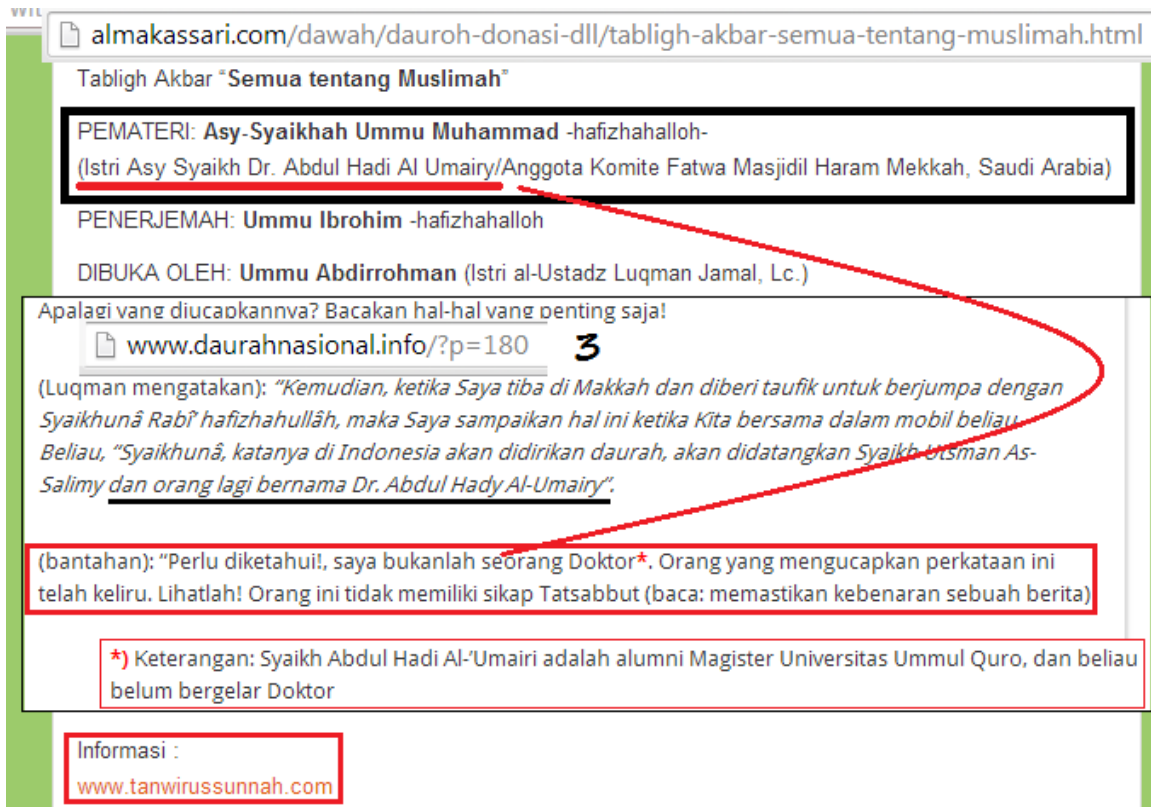 almakassari.com/dawah/dauroh-donasi-dll/tabligh-akbar-semua-tentang-muslimah.html
Tabligh Akbar "Semua tentang Muslimah"
PEMATERI: Asy-Syaikhah Ummu Muhammad -hafizhahalloh-
(Istri Asy Syaikh Dr. Abdul Hadi Al Umairy/Anggota Komite Fatwa Masjidil Haram Mekkah, Saudi Arabia)
PENERJEMAH: Ummu Ibrohim -hafizhahalloh
DIBUKA OLEH: Ummu Abdirrohman (Istri al-Ustadz Luqman Jamal, Lc.)
Apalagi yang diucapkannya? Bacakan hal-hal yang penting saja!
www.daurahnasional.info/?p=180 3
(Luqman mengatakan): "Kemudian, ketika Saya tiba di Makkah dan diberi taufik untuk berjumpa dengan
Syaikhunâ Rabî' hafizhahullâh, maka Saya sampaikan hal ini ketika Kita bersama dalam mobil beliau
Beliau, "Syaikhunâ, katanya di Indonesia akan didirikan daurah, akan didatangkan Syaikh Utsman As-
Salimy dan orang lagi bernama Dr. Abdul Hady Al-Umairy".
(bantahan): "Perlu diketahui!, saya bukanlah seorang Doktor*. Orang yang mengucapkan perkataan ini
telah keliru. Lihatlah! Orang ini tidak memiliki sikap Tatsabbut (baca: memastikan kebenaran sebuah berita)
*) Keterangan: Syaikh Abdul Hadi Al-'Umairi adalah alumni Magister Universitas Ummul Quro, dan beliau
belum bergelar Doktor
Informasi :
www.tanwirussunnah.com